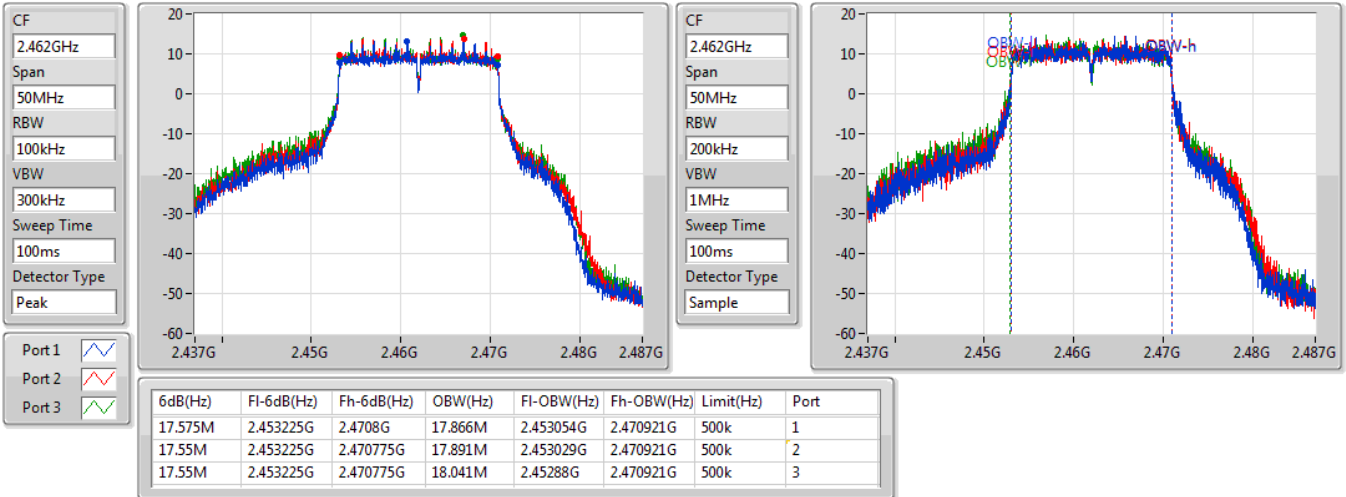 CF
2.462GHz
Span
50MHz
RBW
100kHz
VBW
300kHz
Sweep Time
100ms
Detector Type
Peak
20
10
0
-10
-20
-30
-40
-50
-60
2.437G 2.45G 2.46G 2.47G 2.48G 2.487G
CF
2.462GHz
Span
50MHz
RBW
200kHz
VBW
1MHz
Sweep Time
100ms
Detector Type
Sample
20
10
0
-10
-20
-30
-40
-50
-60
OBW-h
2.437G 2.45G 2.46G 2.47G 2.48G 2.487G
Port 1
Port 2
Port 3
6dB(Hz) Fl-6dB(Hz) Fh-6dB(Hz) OBW(Hz) Fl-OBW(Hz) Fh-OBW(Hz) Limit(Hz) Port
17.575M 2.453225G 2.4708G 17.866M 2.453054G 2.470921G 500k 1
17.55M 2.453225G 2.470775G 17.891M 2.453029G 2.470921G 500k 2
17.55M 2.453225G 2.470775G 18.041M 2.45288G 2.470921G 500k 3